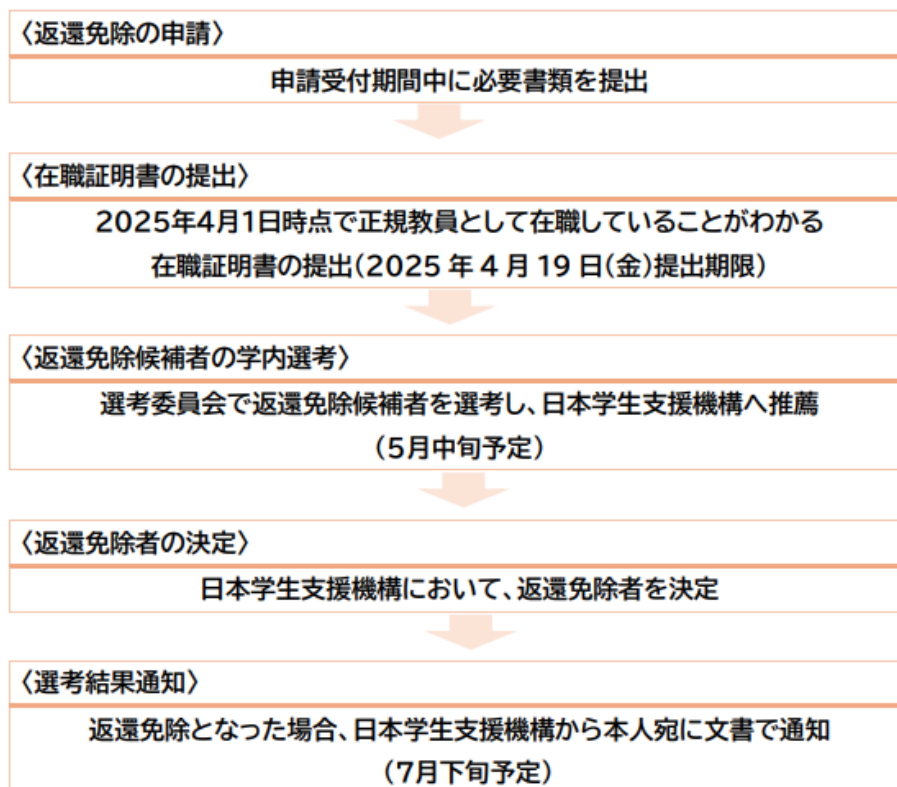 〈返還免除の申請〉
申請受付期間中に必要書類を提出
〈在職証明書の提出〉
2025年4月1日時点で正規教員として在職していることがわかる
在職証明書の提出(2025 年 4 月 19 日(金)提出期限)
〈返還免除候補者の学内選考〉
選考委員会で返還免除候補者を選考し、日本学生支援機構へ推薦
(5月中旬予定)
〈返還免除者の決定〉
日本学生支援機構において、返還免除者を決定
〈選考結果通知〉
返還免除となった場合、日本学生支援機構から本人宛に文書で通知
(7月下旬予定)